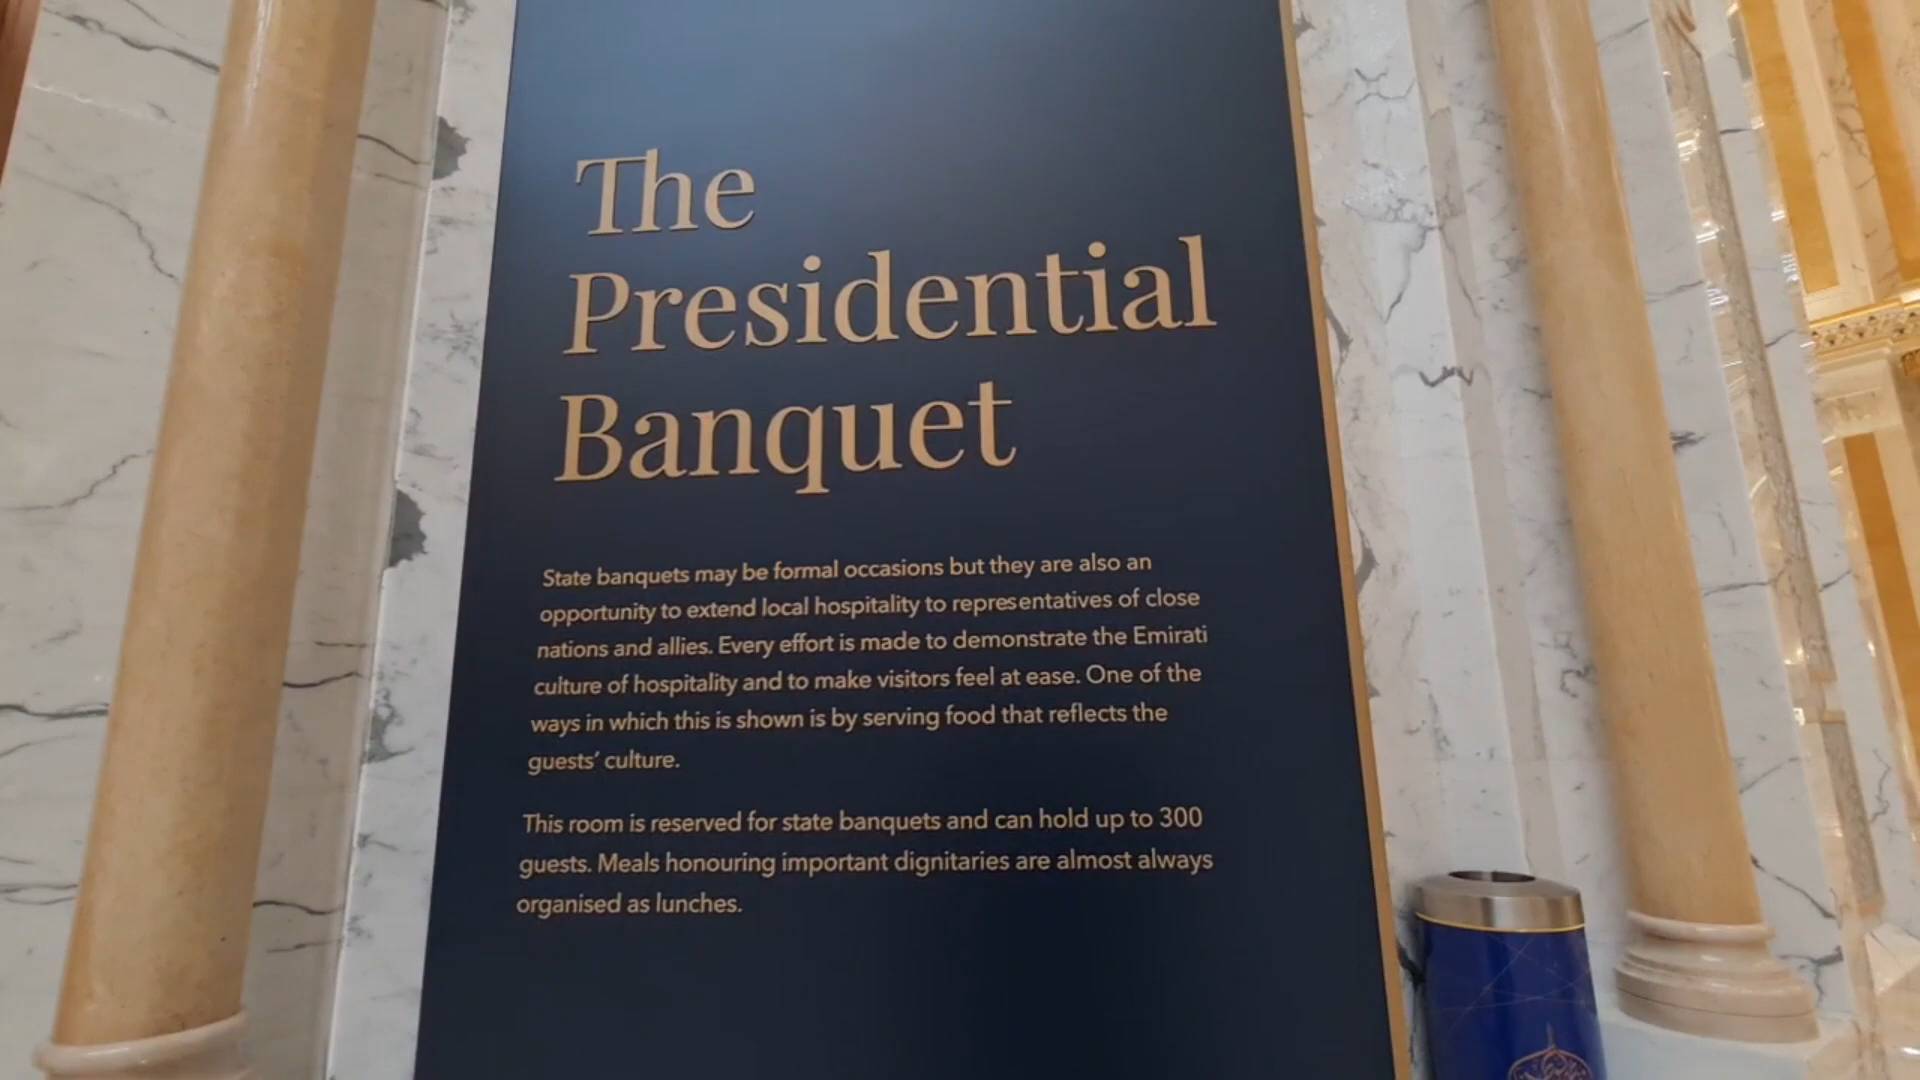 The
Presidential
Banquet
State banquets may be formal occasions but they are also an
opportunity to extend local hospitality to representatives of close
nations and allies. Every effort is made to demonstrate the Emirati
culture of hospitality and to make visitors feel at ease. One of the
ways in which this is shown is by serving food that reflects the
guests’ culture.
This room is reserved for state banquets and can hold up to 300
guests. Meals honouring important dignitaries are almost always
organised as lunches.